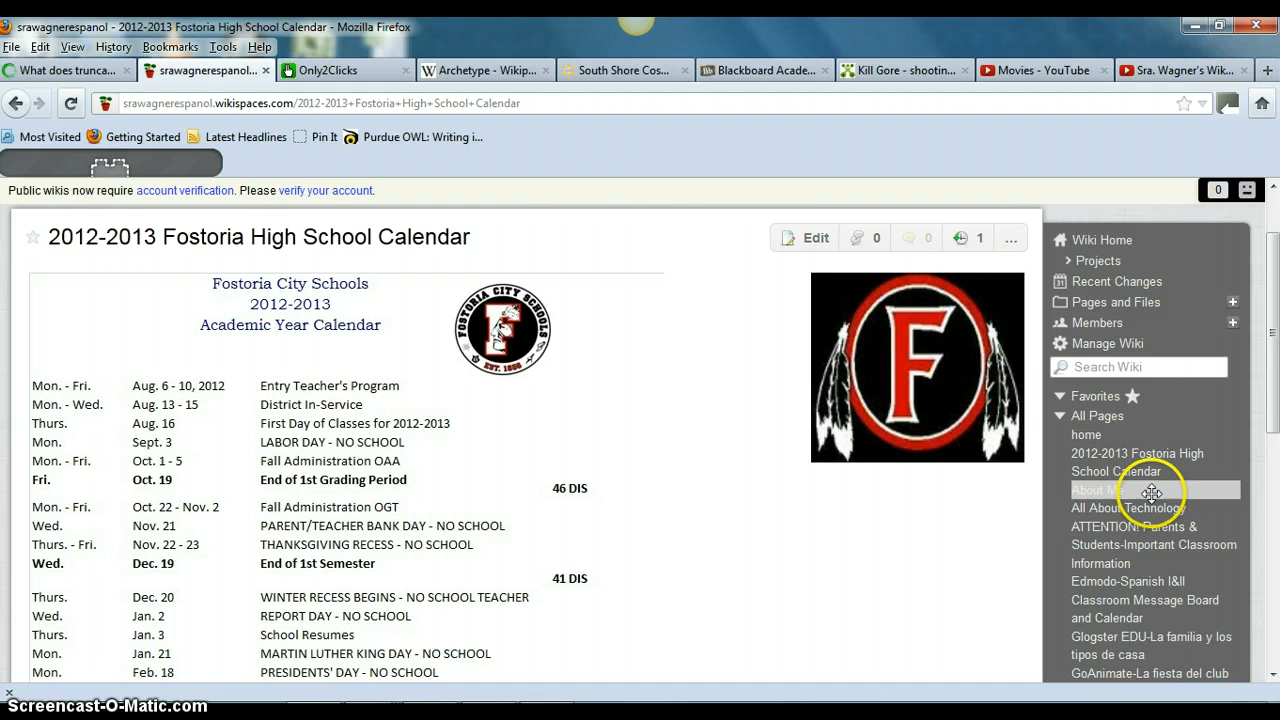 srawagnerespanol - 2012-2013 Fostoria High School Calendar - Mozilla Firefox
File Edit View History Bookmarks Tools Help
What does trunca... srawagnerespanol... Only2Clicks Archetype - Wikip... South Shore Cos... Blackboard Acade... Kill Gore - shootin... Movies - YouTube Sra. Wagner's Wik...
srawagnerespanol.wikispaces.com/2012-2013+Fostoria+High+School+Calendar
Most Visited Getting Started Latest Headlines Pin It Purdue OWL: Writing i...
Public wikis now require account verification. Please verify your account.
0
2012-2013 Fostoria High School Calendar
Edit 0 0 1 ...
Fostoria City Schools
2012-2013
Academic Year Calendar
FOSTORIA CITY SCHOOLS
F
F
Mon. - Fri. Aug. 6 - 10, 2012 Entry Teacher's Program
Mon. - Wed. Aug. 13 - 15 District In-Service
Thurs. Aug. 16 First Day of Classes for 2012-2013
Mon. Sept. 3 LABOR DAY - NO SCHOOL
Mon. - Fri. Oct. 1 - 5 Fall Administration OAA
Fri. Oct. 19 End of 1st Grading Period
46 DIS
Mon. - Fri. Oct. 22 - Nov. 2 Fall Administration OGT
Wed. Nov. 21 PARENT/TEACHER BANK DAY - NO SCHOOL
Thurs. - Fri. Nov. 22 - 23 THANKSGIVING RECESS - NO SCHOOL
Wed. Dec. 19 End of 1st Semester
41 DIS
Thurs. Dec. 20 WINTER RECESS BEGINS - NO SCHOOL TEACHER
Wed. Jan. 2 REPORT DAY - NO SCHOOL
Thurs. Jan. 3 School Resumes
Mon. Jan. 21 MARTIN LUTHER KING DAY - NO SCHOOL
Mon. Feb. 18 PRESIDENTS' DAY - NO SCHOOL
Wiki Home
Projects
Recent Changes
Pages and Files
Members
Manage Wiki
Search Wiki
Favorites
All Pages
home
2012-2013 Fostoria High
School Calendar
About
All About Technology
ATTENTION! Parents &
Students-Important Classroom
Information
Edmodo-Spanish I&II
Classroom Message Board
and Calendar
Glogster EDU-La familia y los
tipos de casa
GoAnimate-La fiesta del club
Screencast-O-Matic.com